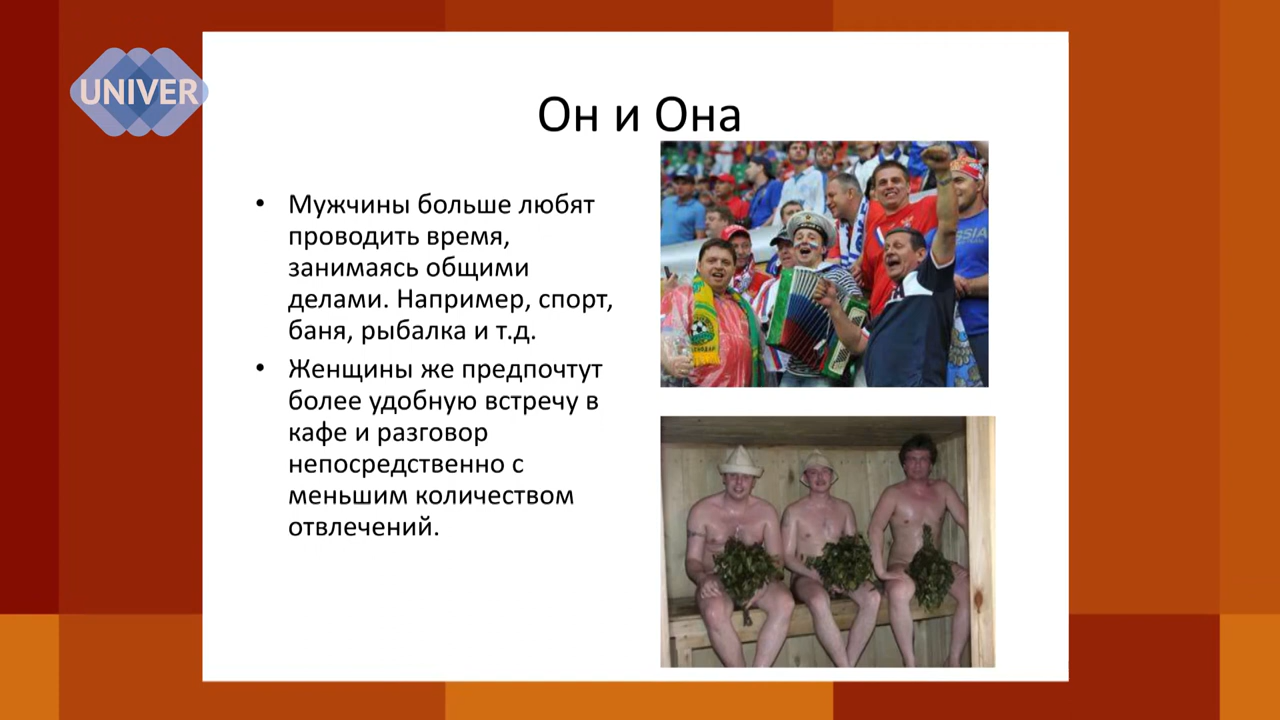 UNIVER
Он и Она
• Мужчины больше любят
проводить время,
занимаясь общими
делами. Например, спорт,
баня, рыбалка и т.д.
• Женщины же предпочтут
более удобную встречу в
кафе и разговор
непосредственно с
меньшим количеством
отвлечений.